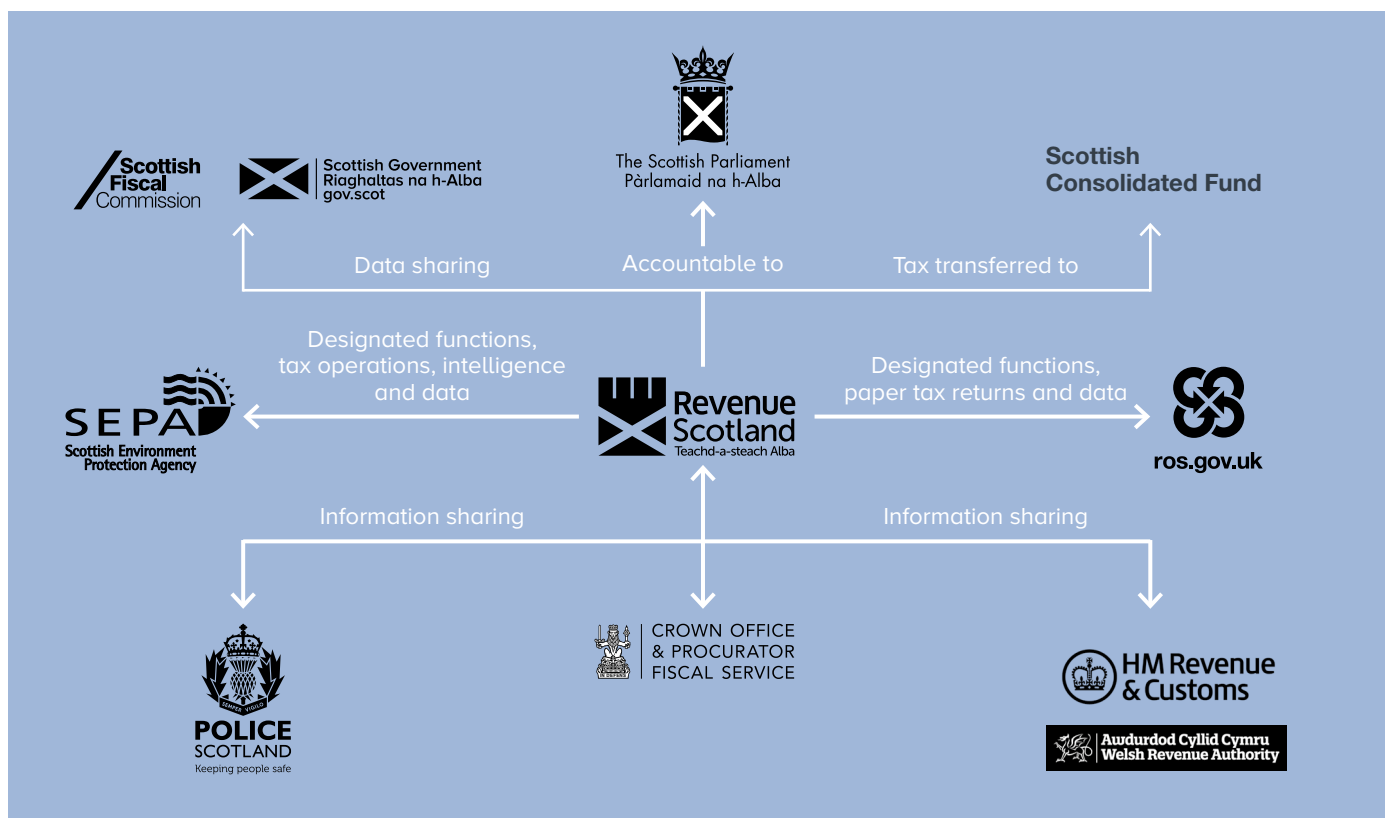 The Scottish Parliament
Pàrlamaid na h-Alba
Scottish
Fiscal
Commission
Scottish Government
Riaghaltas na h-Alba
gov.scot
Scottish
Consolidated Fund
Data sharing
Accountable to
Tax transferred to
Designated functions,
tax operations, intelligence
and data
Designated functions,
paper tax returns and data
SEPA
Scottish Environment
Protection Agency
Revenue
Scotland
Teachd-a-steach Alba
ros.gov.uk
Information sharing
Information sharing
SEMPER VIGILO
POLICE
SCOTLAND
Keeping people safe
IN DEFENS
CROWN OFFICE
& PROCURATOR
FISCAL SERVICE
HM Revenue
& Customs
Awdurdod Cyllid Cymru
Welsh Revenue Authority